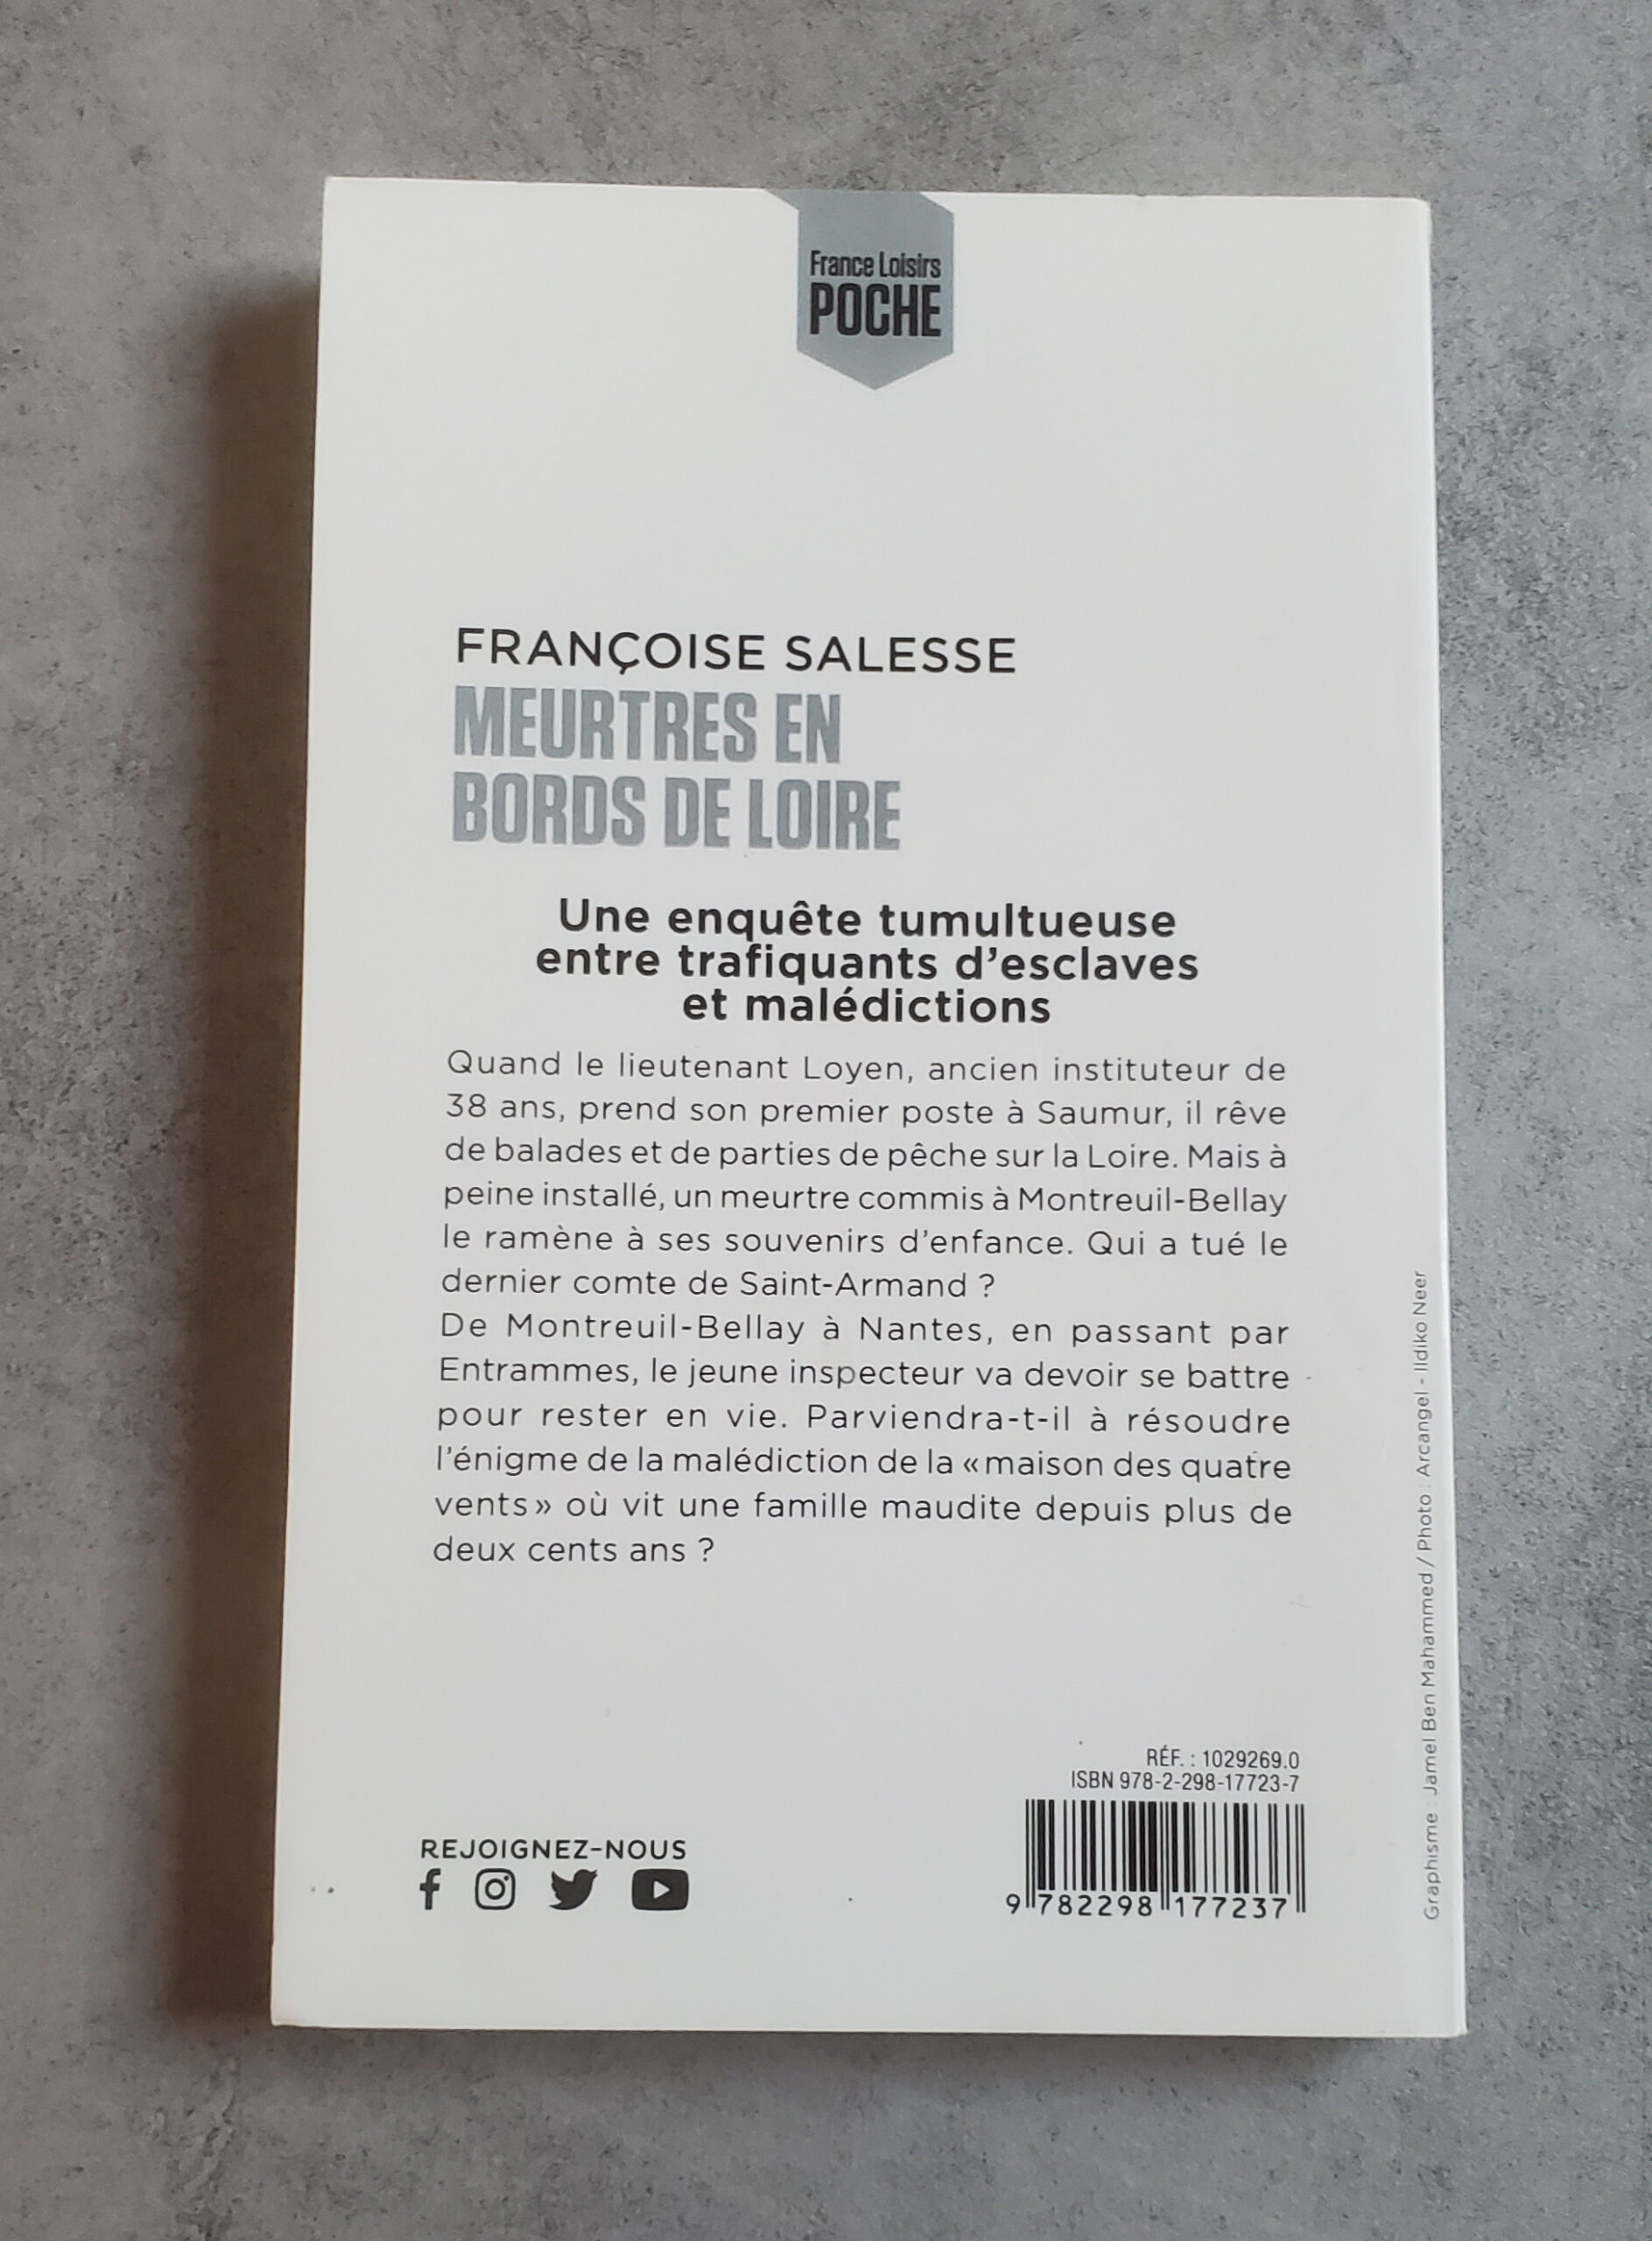 France Loisirs
POCHE
FRANÇOISE SALESSE
MEURTRES EN
BORDS DE LOIRE
Une enquête tumultueuse
entre trafiquants d'esclaves
et malédictions
Quand le lieutenant Loyen, ancien instituteur de
38 ans, prend son premier poste à Saumur, il rêve
de balades et de parties de pêche sur la Loire. Mais à
peine installé, un meurtre commis à Montreuil-Bellay
le ramène à ses souvenirs d'enfance. Qui a tué le
dernier comte de Saint-Armand ?
De Montreuil-Bellay à Nantes, en passant par
Entrammes, le jeune inspecteur va devoir se battre
pour rester en vie. Parviendra-t-il à résoudre
l'énigme de la malédiction de la « maison des quatre
vents » où vit une famille maudite depuis plus de
deux cents ans ?
Graphisme : Jamel Ben Mahammed / Photo : Arcangel - Ildiko Neer
RÉF. : 1029269.0
ISBN 978-2-298-17723-7
9 782298 177237
REJOIGNEZ-NOUS